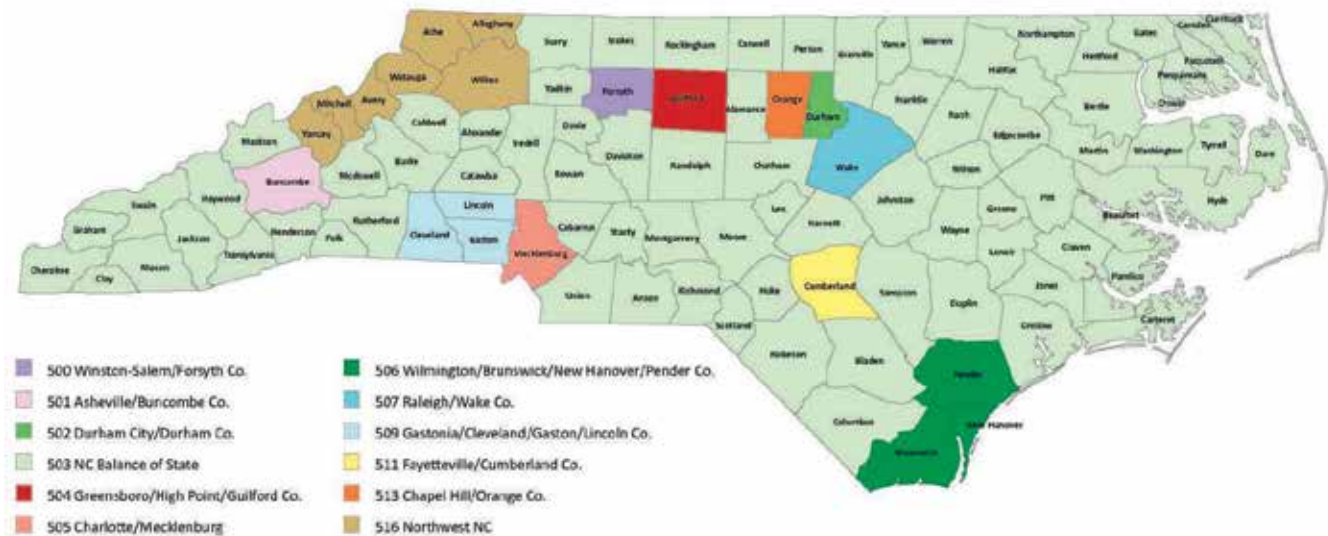 Ashe
Alleghany
Surry
Stokes
Rockingham
Caswell
Person
Granville
Vance
Warren
Northampton
Gates
Camden
Currituck
Hertford
Pasquotank
Perquimans
Halifax
Watauga
Wilkes
Yadkin
Forsyth
Guilford
Alamance
Orange
Durham
Franklin
Nash
Bertie
Mitchell
Avery
Yancey
Caldwell
Alexander
Davie
Iredell
Edgecombe
Martin
Washington
Tyrrell
Dare
Madison
Burke
Davidson
Randolph
Chatham
Wake
Wilson
Buncombe
McDowell
Catawba
Rowan
Haywood
Swain
Lincoln
Johnston
Pitt
Hyde
Beaufort
Greene
Lee
Harnett
Graham
Rutherford
Cleveland
Gaston
Cabarrus
Stanly
Montgomery
Moore
Wayne
Lenoir
Craven
Jackson
Henderson
Polk
Transylvania
Mecklenburg
Cherokee
Clay
Macon
Pamlico
Union
Anson
Richmond
Hoke
Cumberland
Sampson
Duplin
Jones
Carteret
Onslow
Scotland
Robeson
Bladen
Pender
Columbus
New Hanover
Brunswick
500 Winston-Salem/Forsyth Co.
501 Asheville/Buncombe Co.
502 Durham City/Durham Co.
503 NC Balance of State
504 Greensboro/High Point/Guilford Co.
505 Charlotte/Mecklenburg
506 Wilmington/Brunswick/New Hanover/Pender Co.
507 Raleigh/Wake Co.
509 Gastonia/Cleveland/Gaston/Lincoln Co.
511 Fayetteville/Cumberland Co.
513 Chapel Hill/Orange Co.
516 Northwest NC